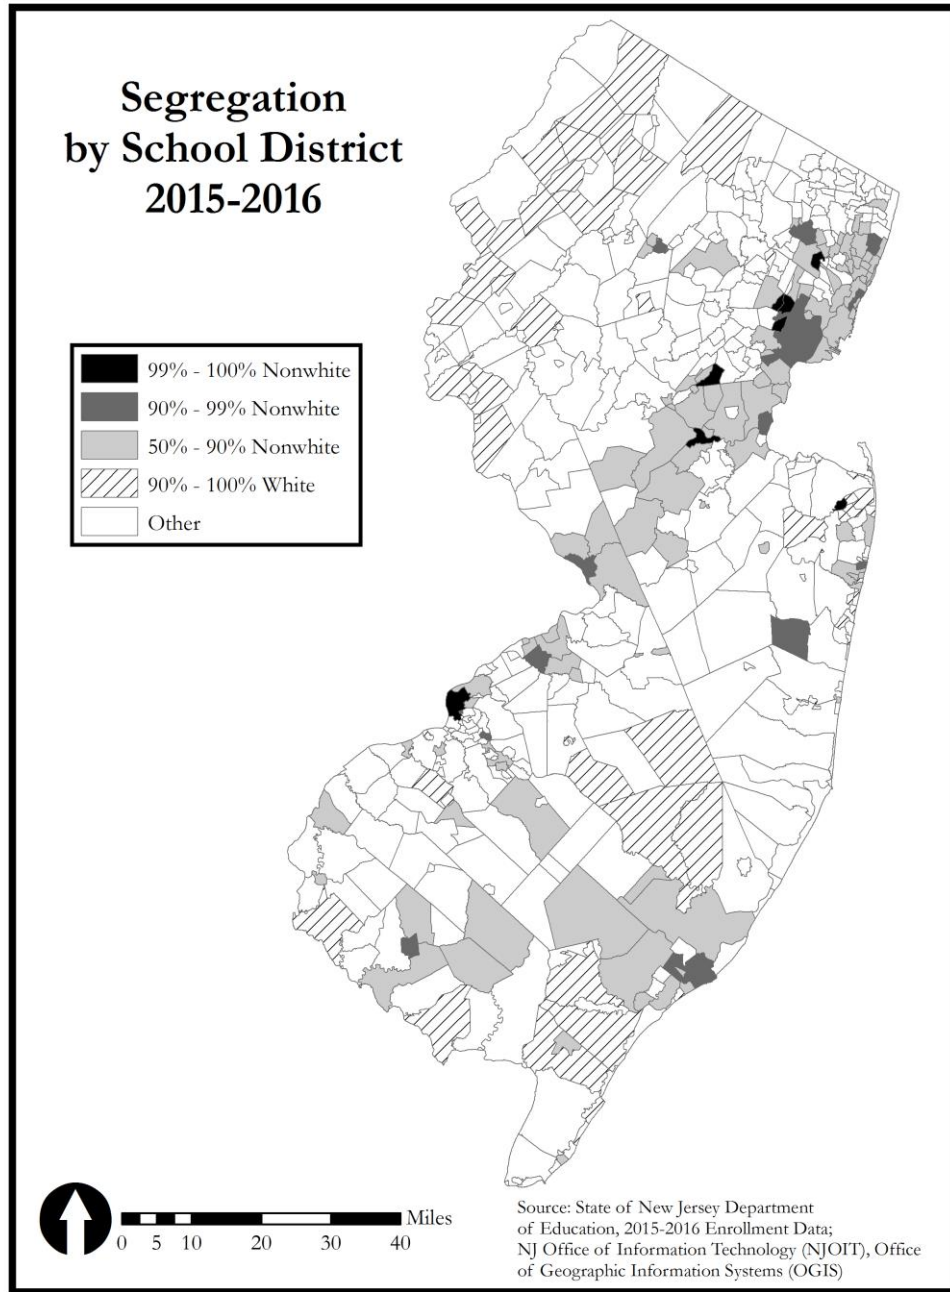 Segregation
by School District
2015-2016
99% - 100% Nonwhite
90% - 99% Nonwhite
50% - 90% Nonwhite
90% - 100% White
Other
Miles
0 5 10 20 30 40
Source: State of New Jersey Department
of Education, 2015-2016 Enrollment Data;
NJ Office of Information Technology (NJOIT), Office
of Geographic Information Systems (OGIS)